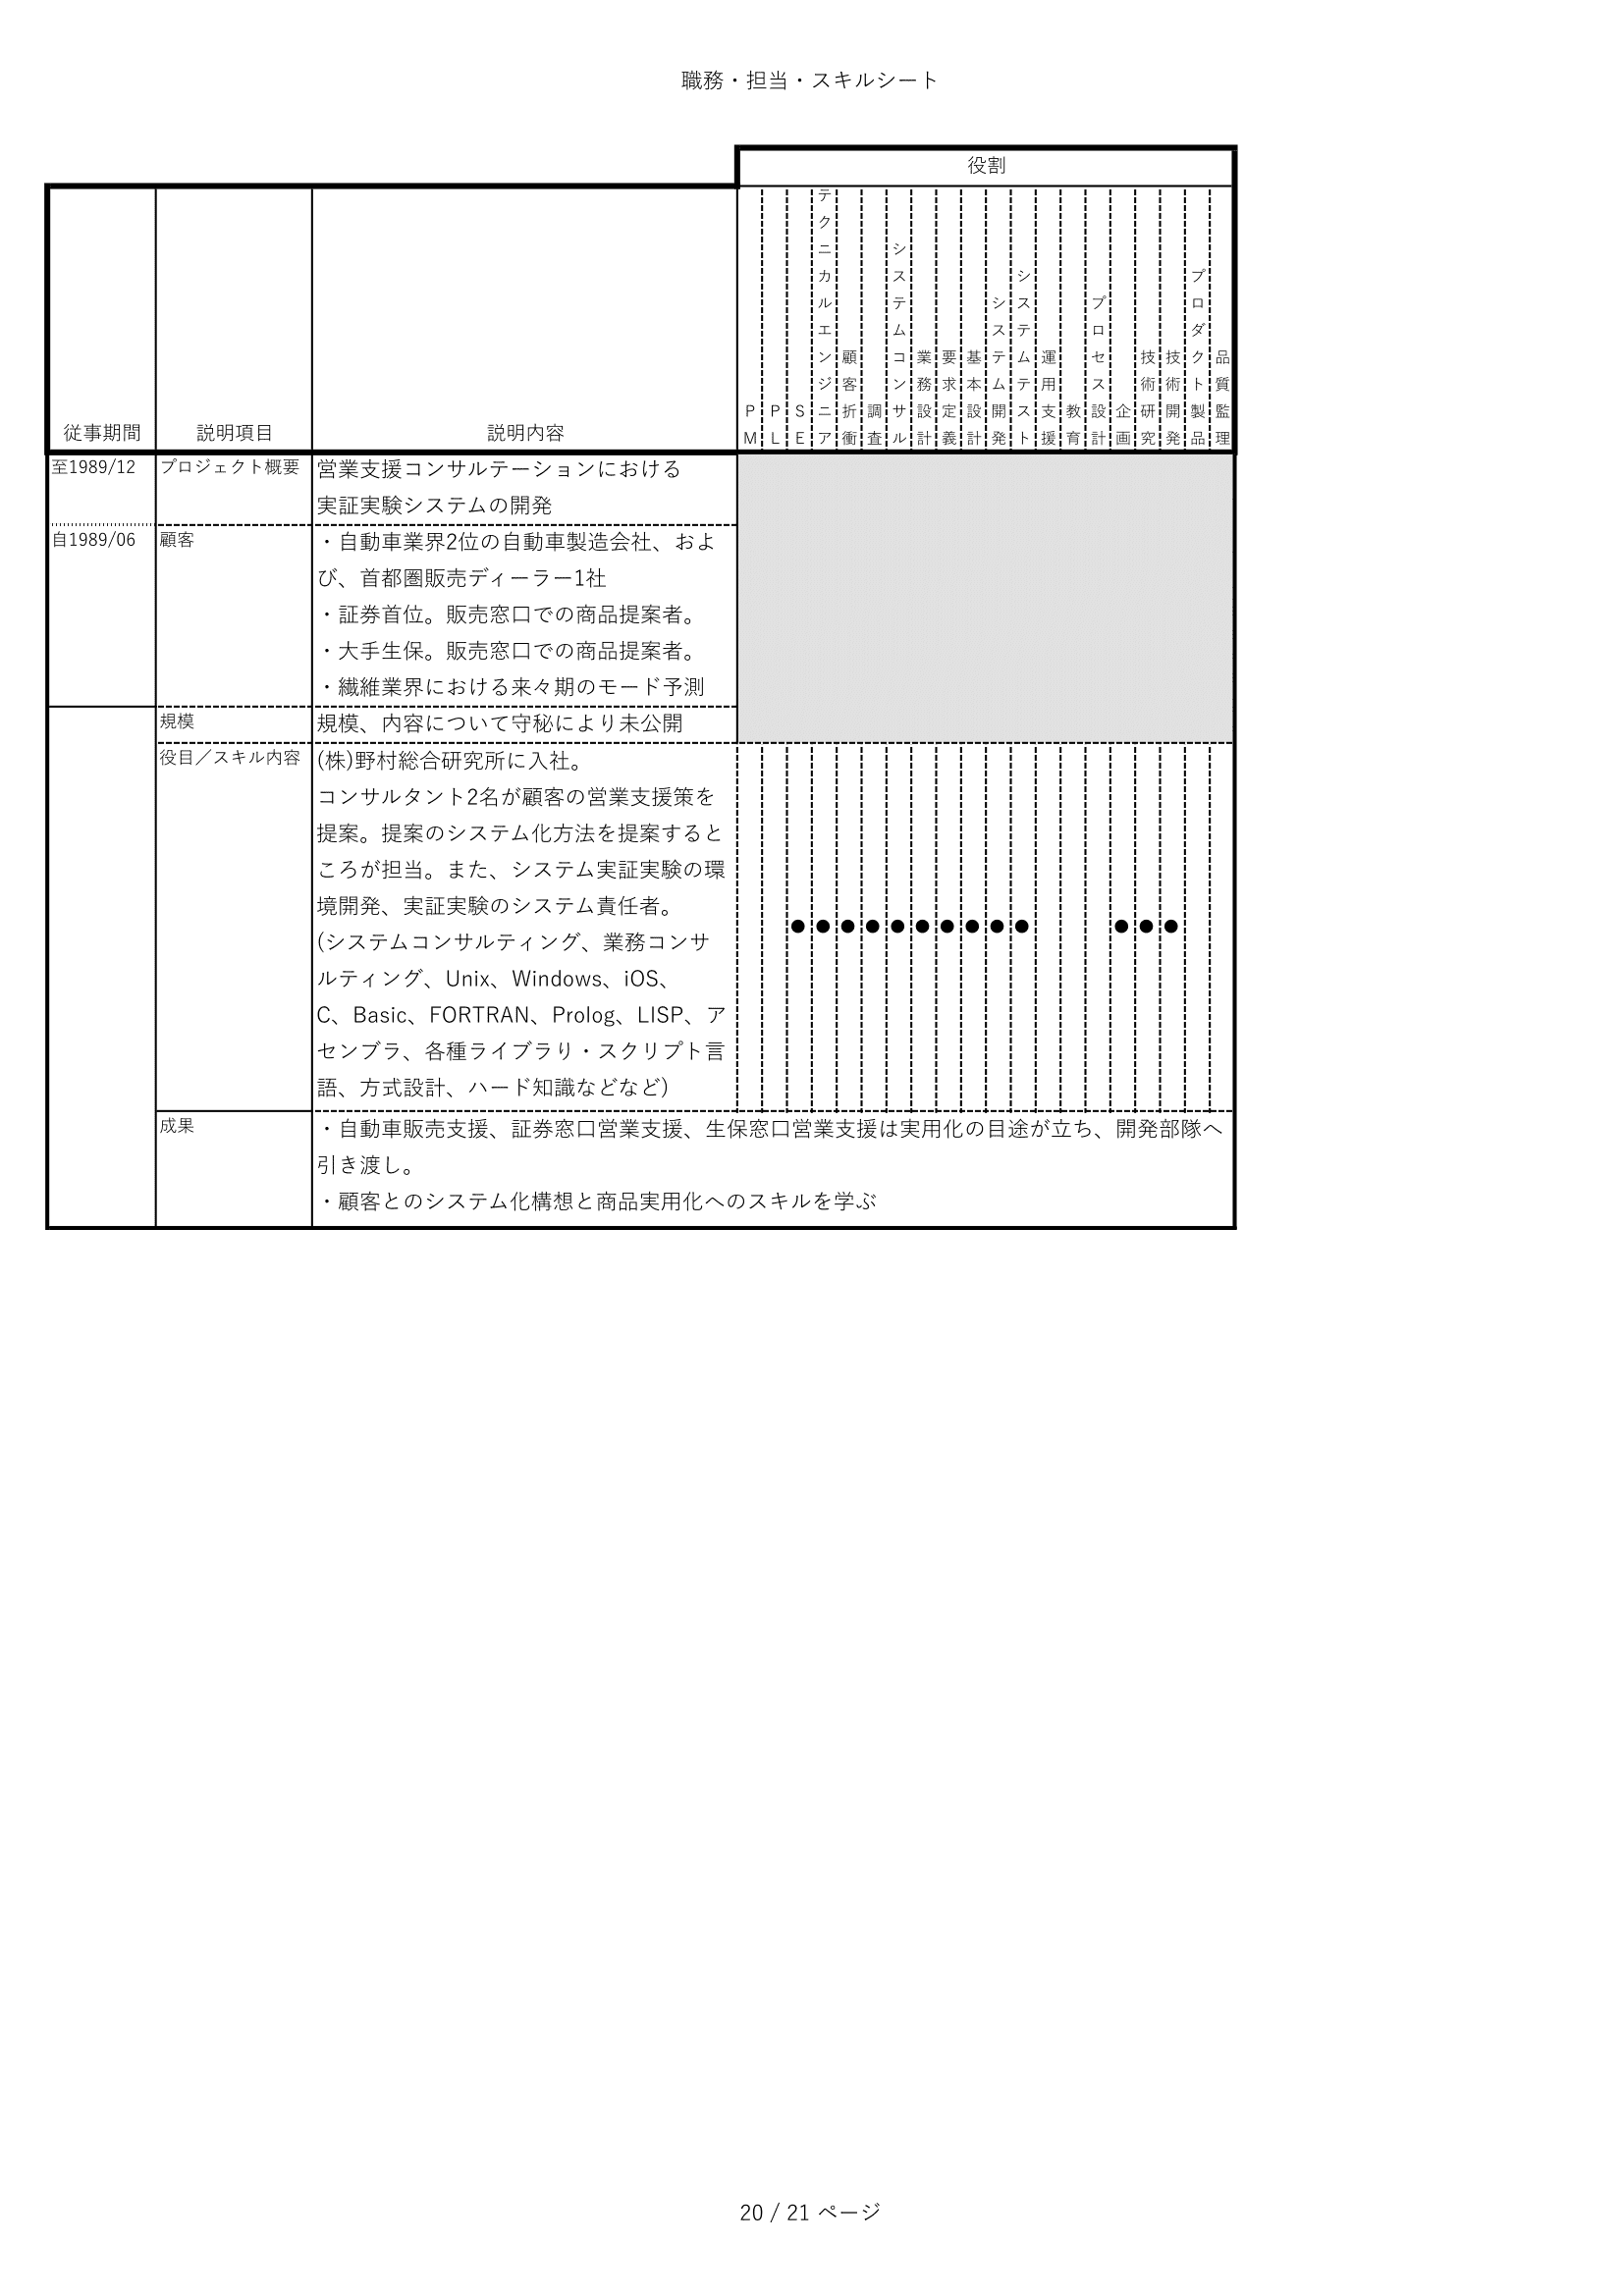 職務・担当・スキルシート
役割
従事期間
説明項目
説明内容
PM
PL
SE
テクニカルエンジニア
顧客折衝
調査
システムコンサル
業務設計
要求定義
基本設計
システム開発
システムテスト
運用支援
教育
プロセス設計
企画
技術研究
技術開発
プロダクト製品
品質監理
至1989/12
プロジェクト概要
営業支援コンサルテーションにおける
実証実験システムの開発
自1989/06
顧客
・自動車業界2位の自動車製造会社、およ
び、首都圏販売ディーラー1社
・証券首位。販売窓口での商品提案者。
・大手生保。販売窓口での商品提案者。
・繊維業界における来々期のモード予測
規模
規模、内容について守秘により未公開
役目／スキル内容
(株)野村総合研究所に入社。
コンサルタント2名が顧客の営業支援策を
提案。提案のシステム化方法を提案すると
ころが担当。また、システム実証実験の環
境開発、実証実験のシステム責任者。
(システムコンサルティング、業務コンサ
ルティング、Unix、Windows、iOS、
C、Basic、FORTRAN、Prolog、LISP、ア
センブラ、各種ライブラり・スクリプト言
語、方式設計、ハード知識などなど)
● ● ● ● ● ● ● ● ● ● ● ● ●
成果
・自動車販売支援、証券窓口営業支援、生保窓口営業支援は実用化の目途が立ち、開発部隊へ
引き渡し。
・顧客とのシステム化構想と商品実用化へのスキルを学ぶ
20 / 21 ページ